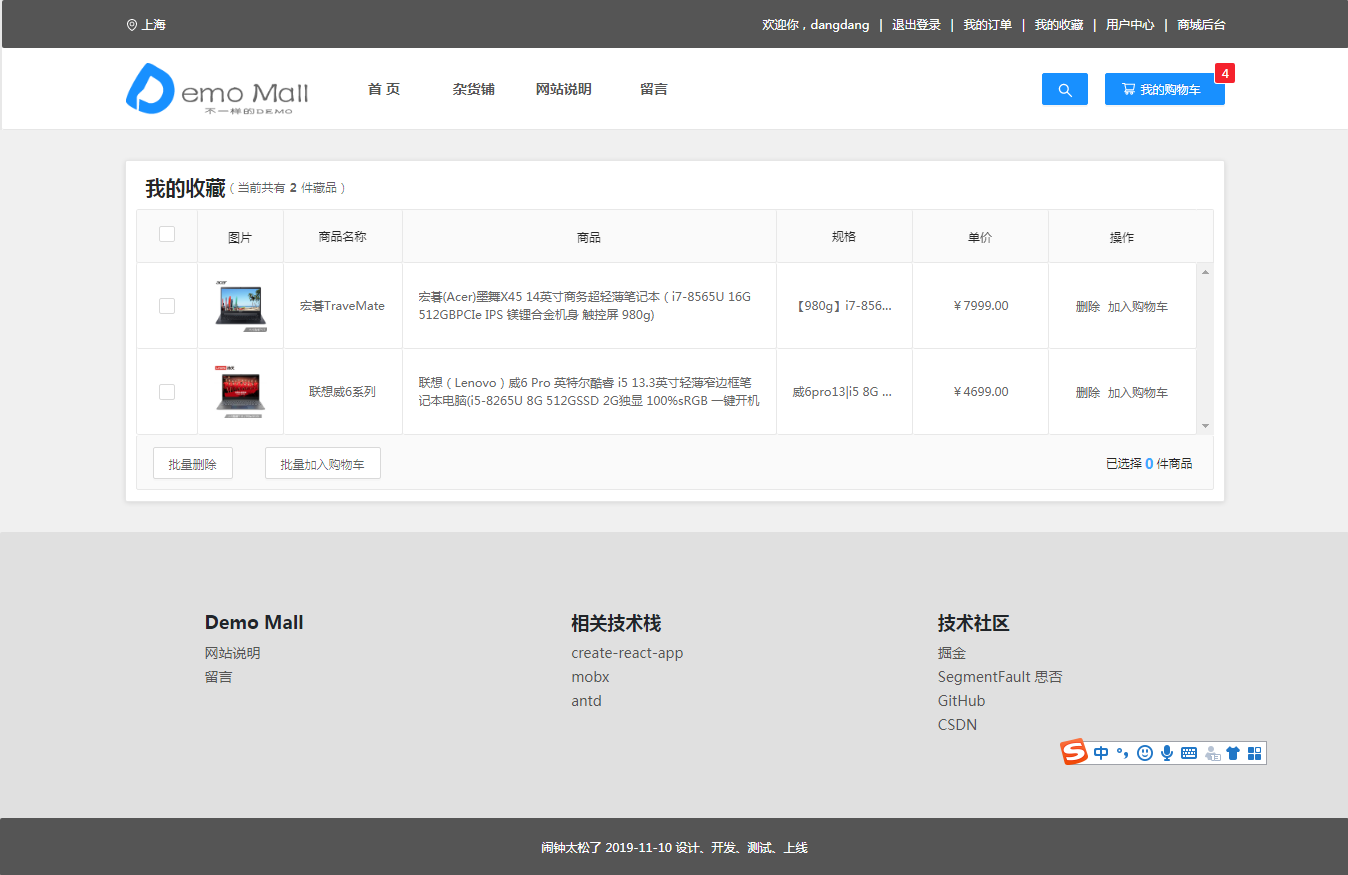 上海
欢迎你，dangdang | 退出登录 | 我的订单 | 我的收藏 | 用户中心 | 商城后台
emo Mall
不一样的DEMO
首 页 杂货铺 网站说明 留言
我的购物车 4
我的收藏（当前共有 2 件藏品）
图片 商品名称 商品 规格 单价 操作
acer
宏碁TraveMate
宏碁(Acer)墨舞X45 14英寸商务超轻薄笔记本（i7-8565U 16G
512GBPCIe IPS 镁锂合金机身 触控屏 980g)
【980g】i7-856...
¥7999.00
删除 加入购物车
联想威6系列
联想（Lenovo）威6 Pro 英特尔酷睿 i5 13.3英寸轻薄窄边框笔
记本电脑(i5-8265U 8G 512GSSD 2G独显 100%sRGB 一键开机
威6pro13|i5 8G ...
¥4699.00
删除 加入购物车
批量删除 批量加入购物车
已选择 0 件商品
Demo Mall
网站说明
留言
相关技术栈
create-react-app
mobx
antd
技术社区
掘金
SegmentFault 思否
GitHub
CSDN
中
闹钟太松了 2019-11-10 设计、开发、测试、上线